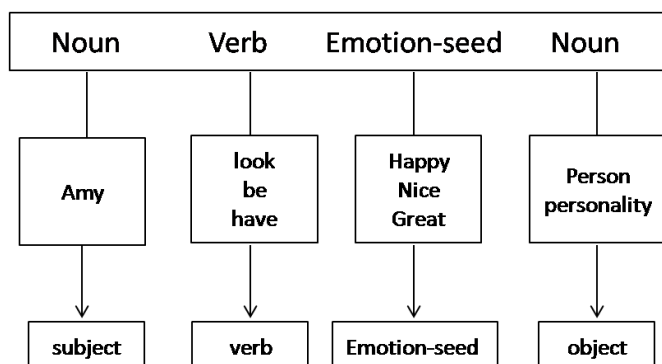 Noun Verb Emotion-seed Noun
Amy
look
be
have
Happy
Nice
Great
Person
personality
subject
verb
Emotion-seed
object